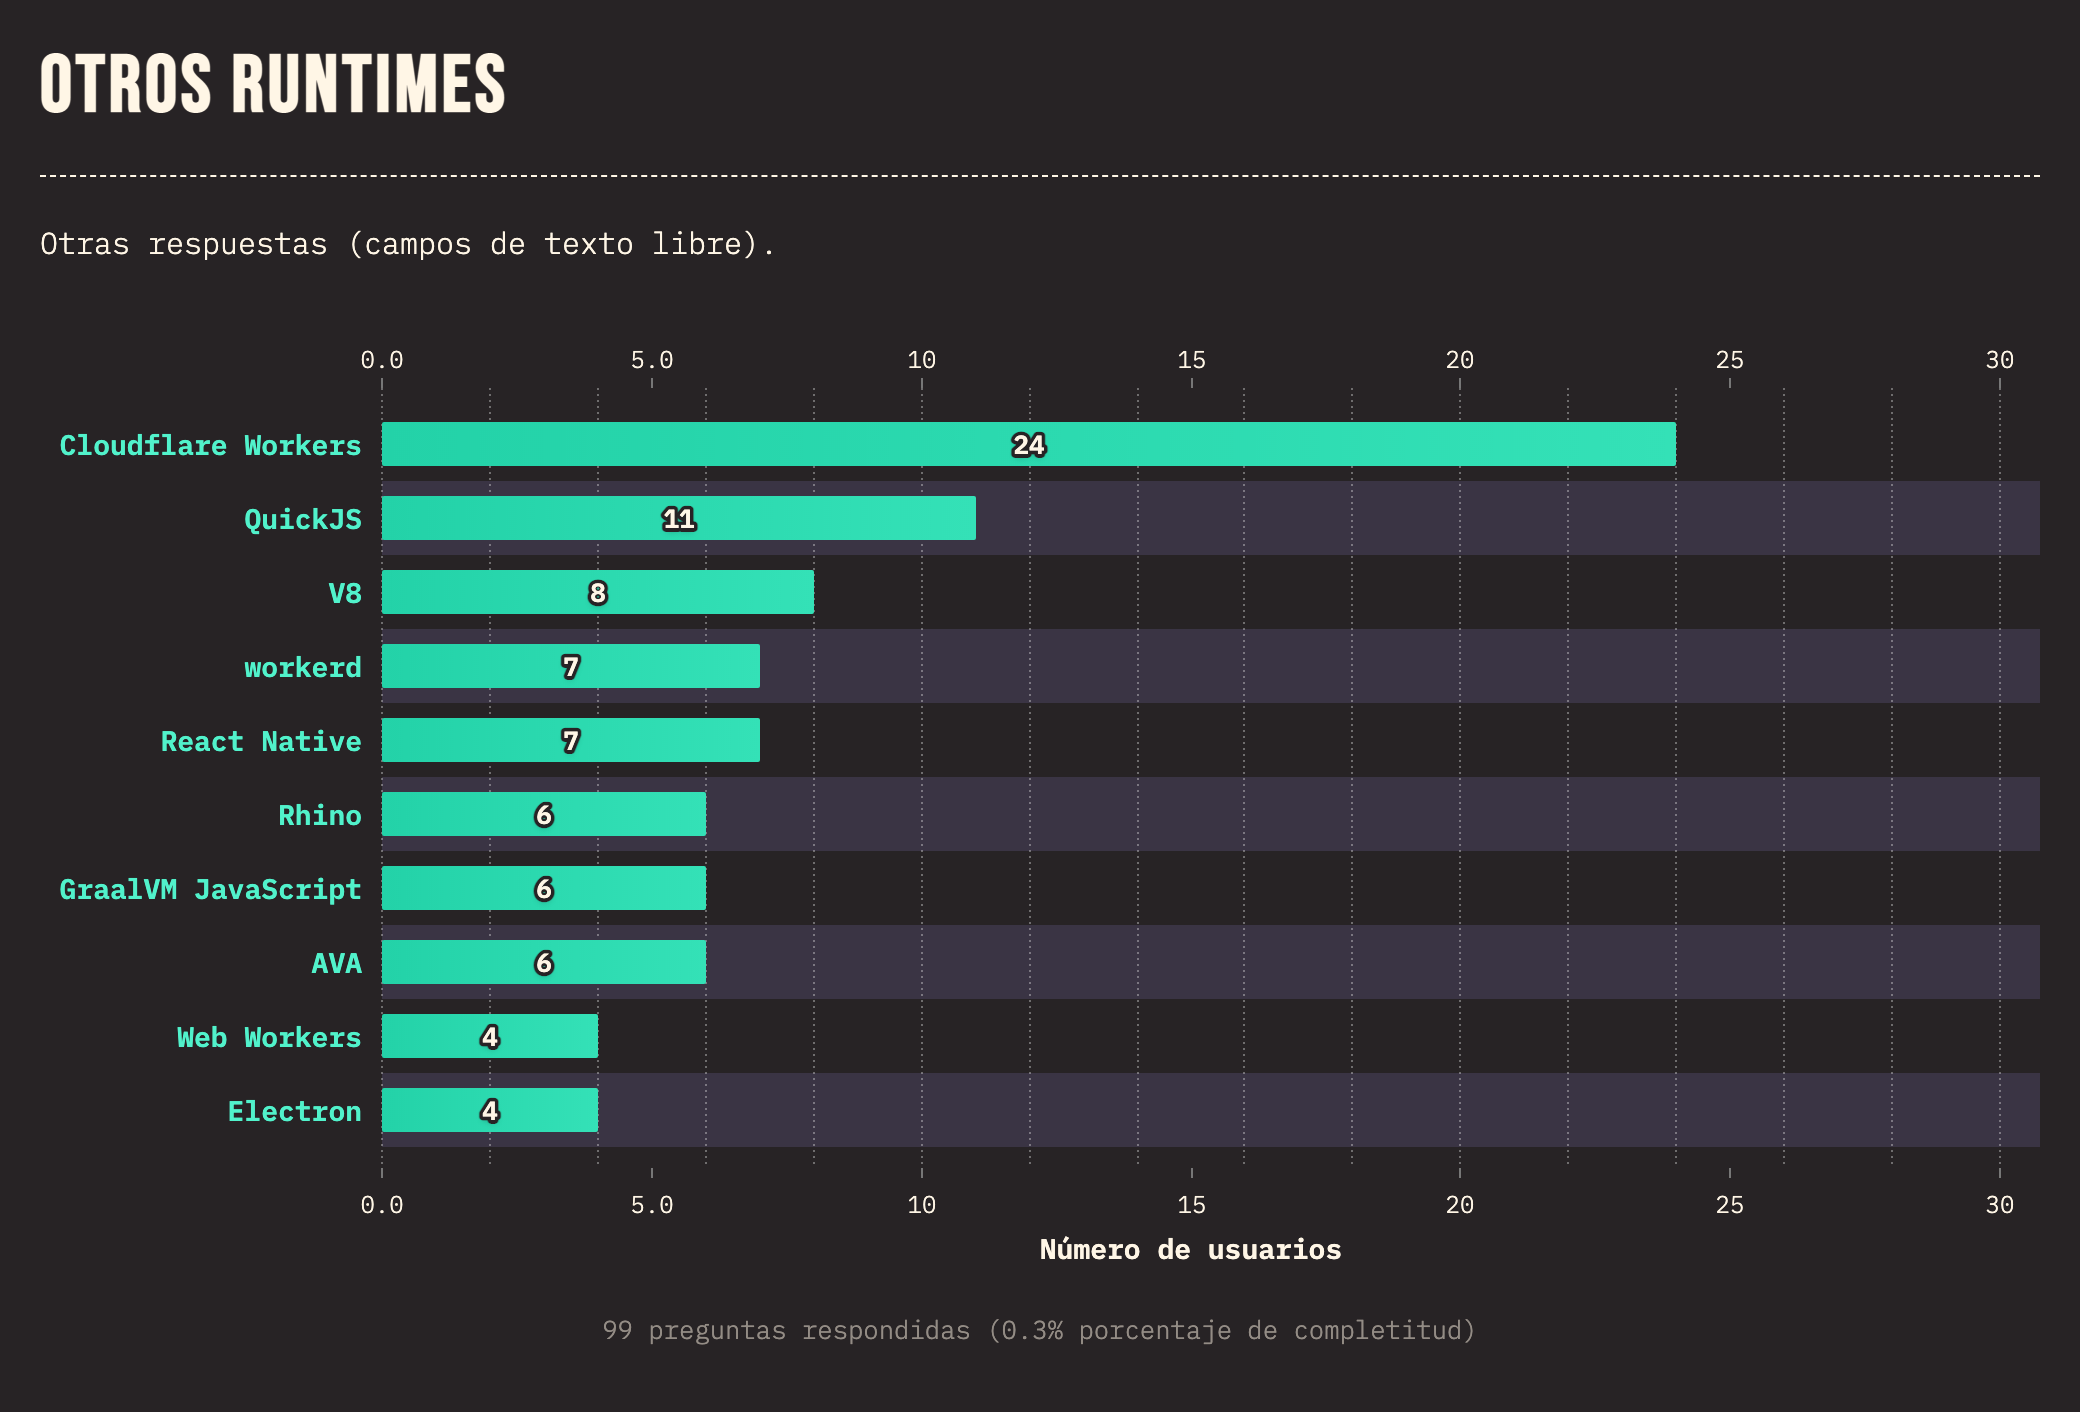 OTROS RUNTIMES
Otras respuestas (campos de texto libre).
0.0 5.0 10 15 20 25 30
Cloudflare Workers 24
QuickJS 11
V8 8
workerd 7
React Native 7
Rhino 6
GraalVM JavaScript 6
AVA 6
Web Workers 4
Electron 4
0.0 5.0 10 15 20 25 30
Número de usuarios
99 preguntas respondidas (0.3% porcentaje de completitud)